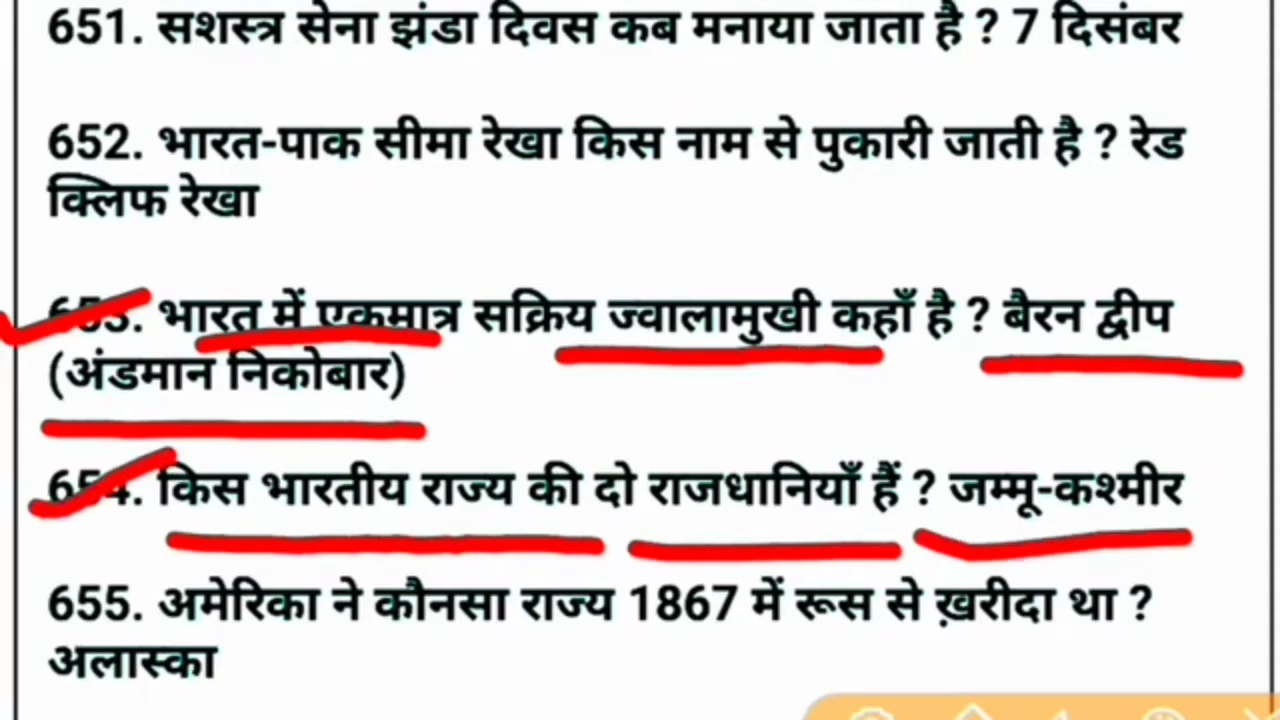 651. सशस्त्र सेना झंडा दिवस कब मनाया जाता है ? 7 दिसंबर
652. भारत-पाक सीमा रेखा किस नाम से पुकारी जाती है ? रेड
क्लिफ रेखा
653. भारत में एकमात्र सक्रिय ज्वालामुखी कहाँ है ? बैरन द्वीप
(अंडमान निकोबार)
654. किस भारतीय राज्य की दो राजधानियाँ हैं ? जम्मू-कश्मीर
655. अमेरिका ने कौनसा राज्य 1867 में रूस से ख़रीदा था ?
अलास्का